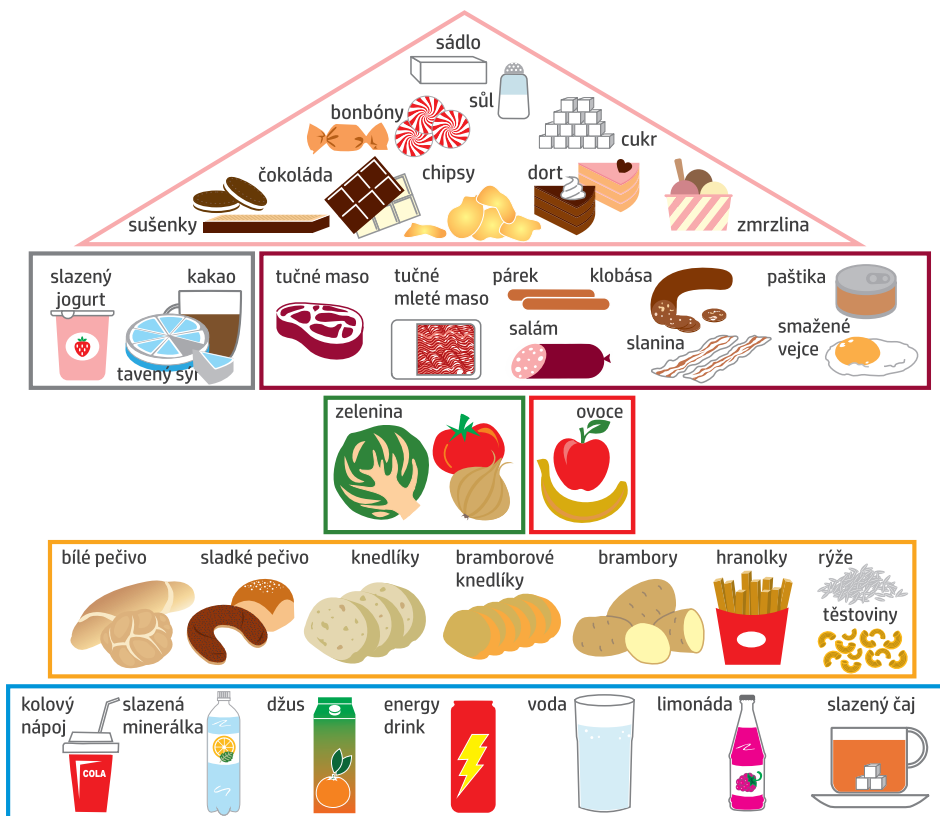 sádlo
sůl
bonbóny
cukr
čokoláda
chipsy
dort
sušenky
zmrzlina
slazený
jogurt
kakao
tavený sýr
tučné maso
tučné
mleté maso
párek
salám
klobása
slanina
paštika
smažené
vejce
zelenina
ovoce
bílé pečivo
sladké pečivo
knedlíky
bramborové
knedlíky
brambory
hranolky
rýže
těstoviny
kolový
nápoj
COLA
slazená
minerálka
džus
energy
drink
voda
limonáda
slazený čaj